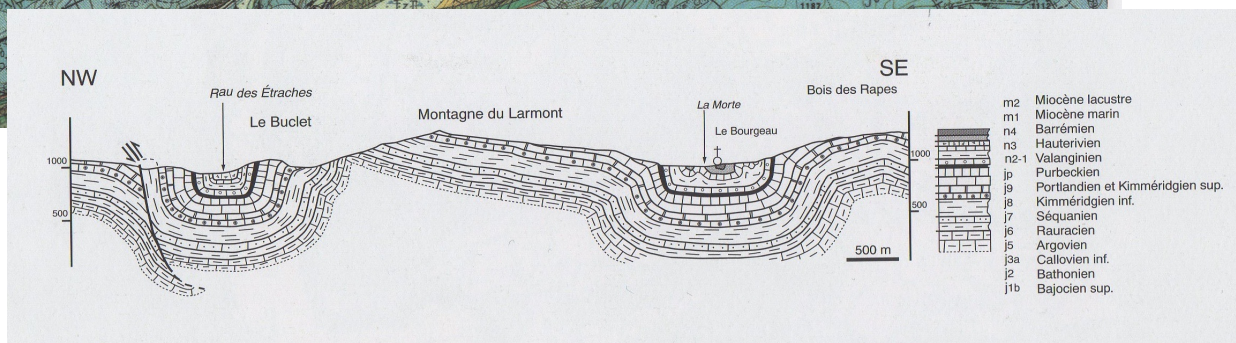 1187
1112
NW
SE
Rau des Étraches
Le Buclet
Montagne du Larmont
La Morte
Le Bourgeau
Bois des Rapes
1000
500
1000
500
500 m
m2 Miocène lacustre
m1 Miocène marin
n4 Barrémien
n3 Hauterivien
n2-1 Valanginien
jp Purbeckien
j9 Portlandien et Kimméridgien sup.
j8 Kimméridgien inf.
j7 Séquanien
j6 Rauracien
j5 Argovien
j3a Callovien inf.
j2 Bathonien
j1b Bajocien sup.